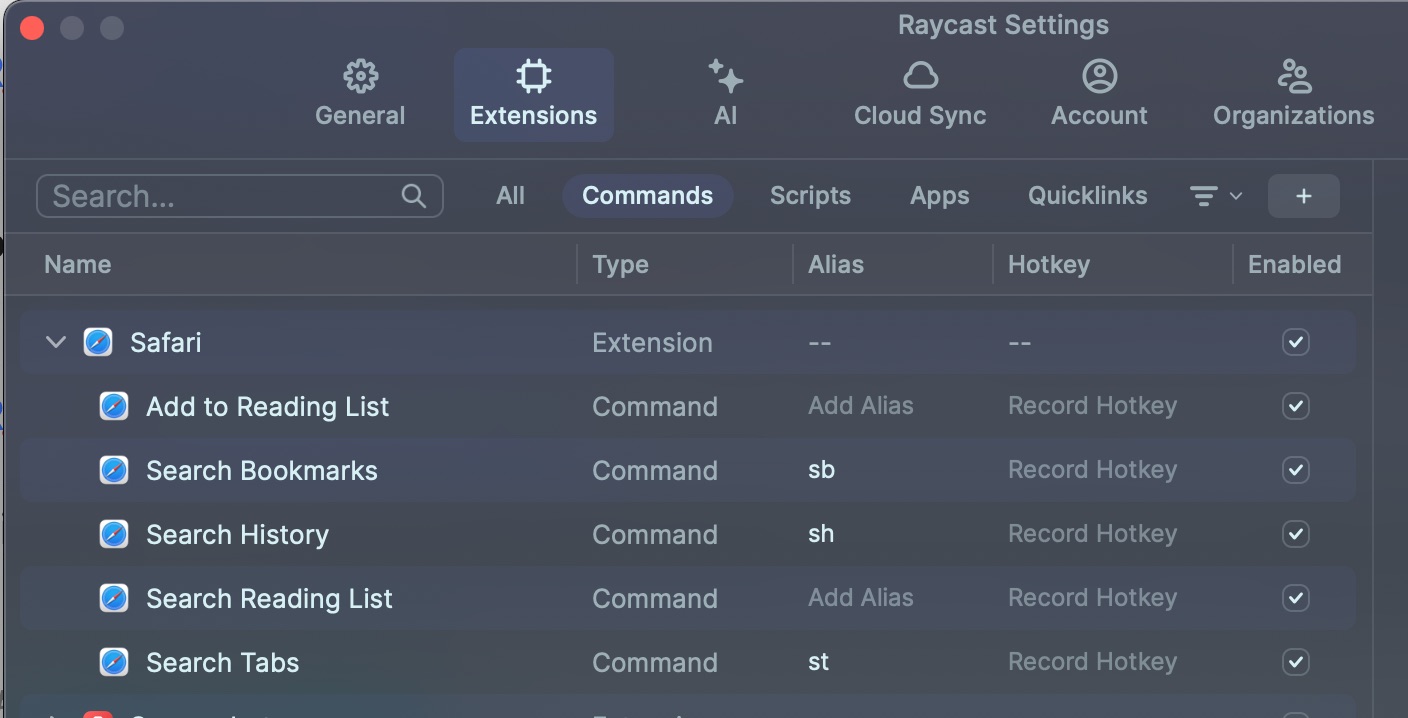 Raycast Settings
General Extensions AI Cloud Sync Account Organizations
Search... All Commands Scripts Apps Quicklinks +
Name Type Alias Hotkey Enabled
Safari Extension -- --
Add to Reading List Command Add Alias Record Hotkey
Search Bookmarks Command sb Record Hotkey
Search History Command sh Record Hotkey
Search Reading List Command Add Alias Record Hotkey
Search Tabs Command st Record Hotkey